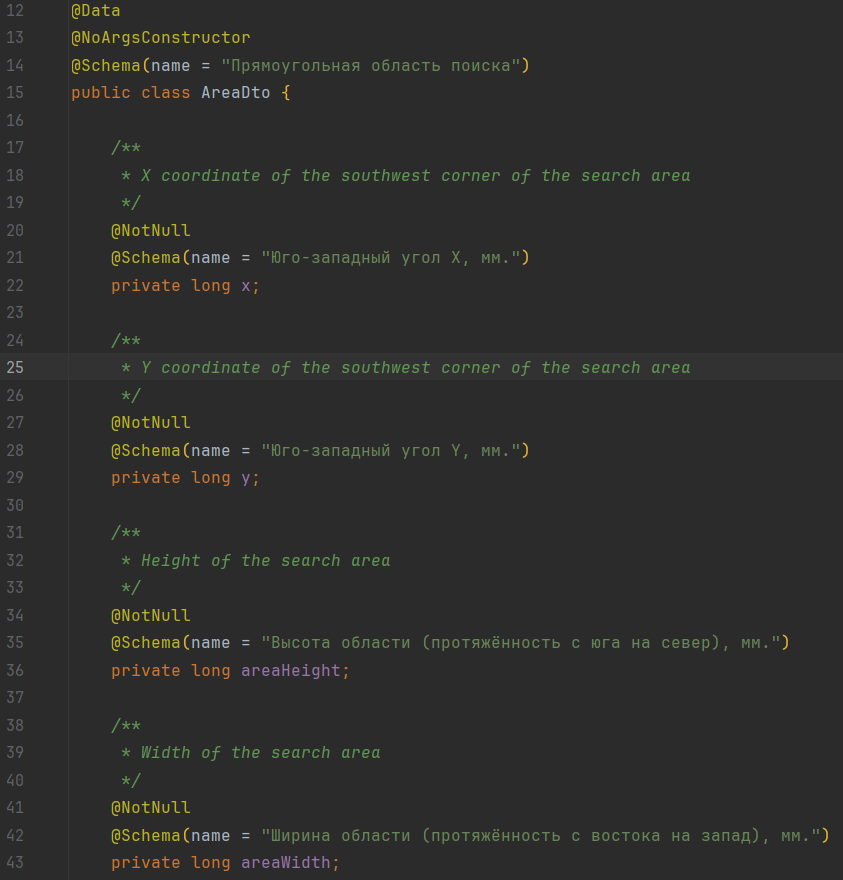 12 @Data
13 @NoArgsConstructor
14 @Schema(name = "Прямоугольная область поиска")
15 public class AreaDto {
16
17     /**
18      * X coordinate of the southwest corner of the search area
19      */
20     @NotNull
21     @Schema(name = "Юго-западный угол X, мм.")
22     private long x;
23
24     /**
25      * Y coordinate of the southwest corner of the search area
26      */
27     @NotNull
28     @Schema(name = "Юго-западный угол Y, мм.")
29     private long y;
30
31     /**
32      * Height of the search area
33      */
34     @NotNull
35     @Schema(name = "Высота области (протяжённость с юга на север), мм.")
36     private long areaHeight;
37
38     /**
39      * Width of the search area
40      */
41     @NotNull
42     @Schema(name = "Ширина области (протяжённость с востока на запад), мм.")
43     private long areaWidth;